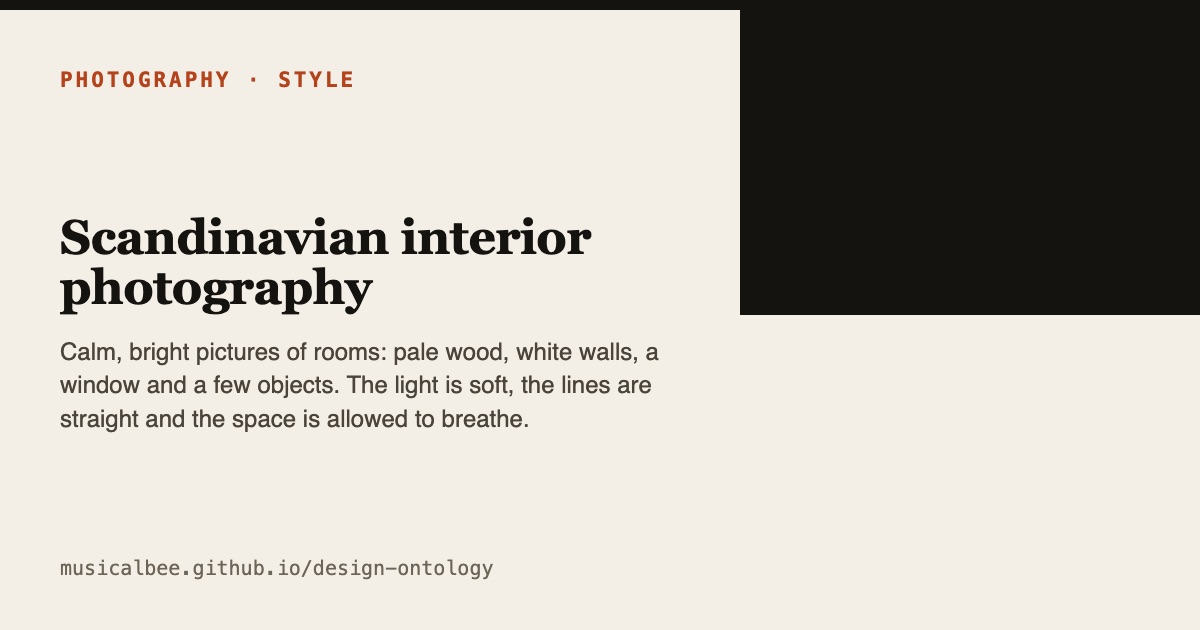 PHOTOGRAPHY · STYLE
Scandinavian interior
photography
Calm, bright pictures of rooms: pale wood, white walls, a
window and a few objects. The light is soft, the lines are
straight and the space is allowed to breathe.
musicalbee.github.io/design-ontology